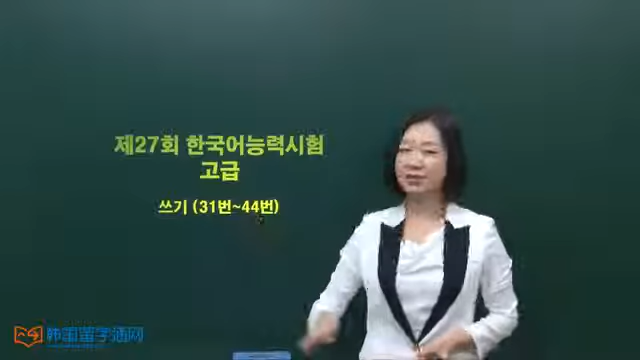 제27회 한국어능력시험
고급
쓰기 (31번~44번)
韩国留学通网